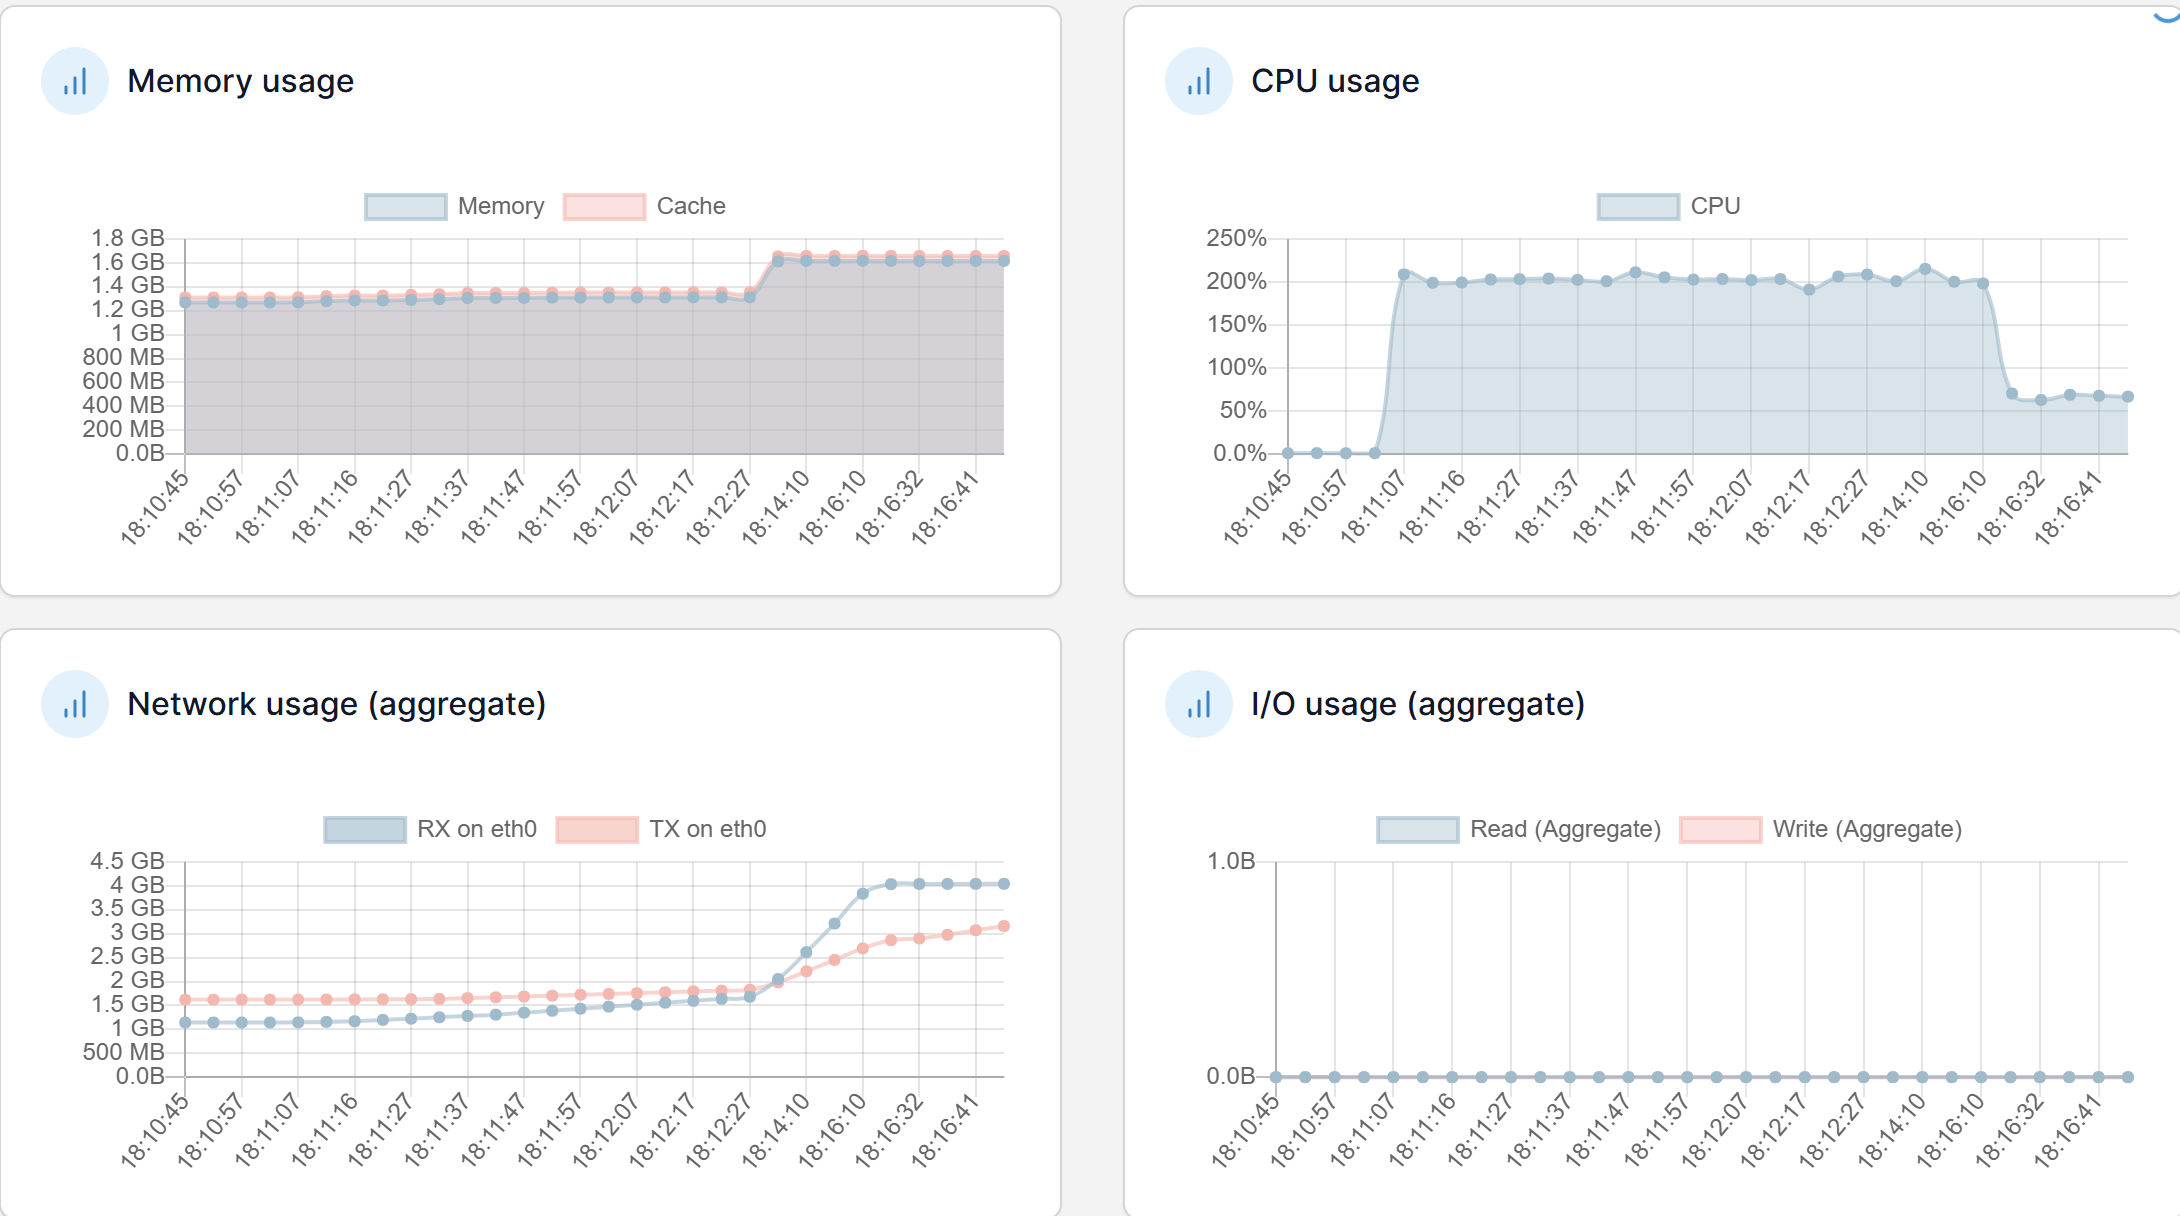 Memory usage
Memory Cache
1.8 GB
1.6 GB
1.4 GB
1.2 GB
1 GB
800 MB
600 MB
400 MB
200 MB
0.0B
18:10:45 18:10:57 18:11:07 18:11:16 18:11:27 18:11:37 18:11:47 18:11:57 18:12:07 18:12:17 18:12:27 18:14:10 18:16:10 18:16:32 18:16:41
CPU usage
CPU
250%
200%
150%
100%
50%
0.0%
18:10:45 18:10:57 18:11:07 18:11:16 18:11:27 18:11:37 18:11:47 18:11:57 18:12:07 18:12:17 18:12:27 18:14:10 18:16:10 18:16:32 18:16:41
Network usage (aggregate)
RX on eth0 TX on eth0
4.5 GB
4 GB
3.5 GB
3 GB
2.5 GB
2 GB
1.5 GB
1 GB
500 MB
0.0B
18:10:45 18:10:57 18:11:07 18:11:16 18:11:27 18:11:37 18:11:47 18:11:57 18:12:07 18:12:17 18:12:27 18:14:10 18:16:10 18:16:32 18:16:41
I/O usage (aggregate)
Read (Aggregate) Write (Aggregate)
1.0B
0.0B
18:10:45 18:10:57 18:11:07 18:11:16 18:11:27 18:11:37 18:11:47 18:11:57 18:12:07 18:12:17 18:12:27 18:14:10 18:16:10 18:16:32 18:16:41